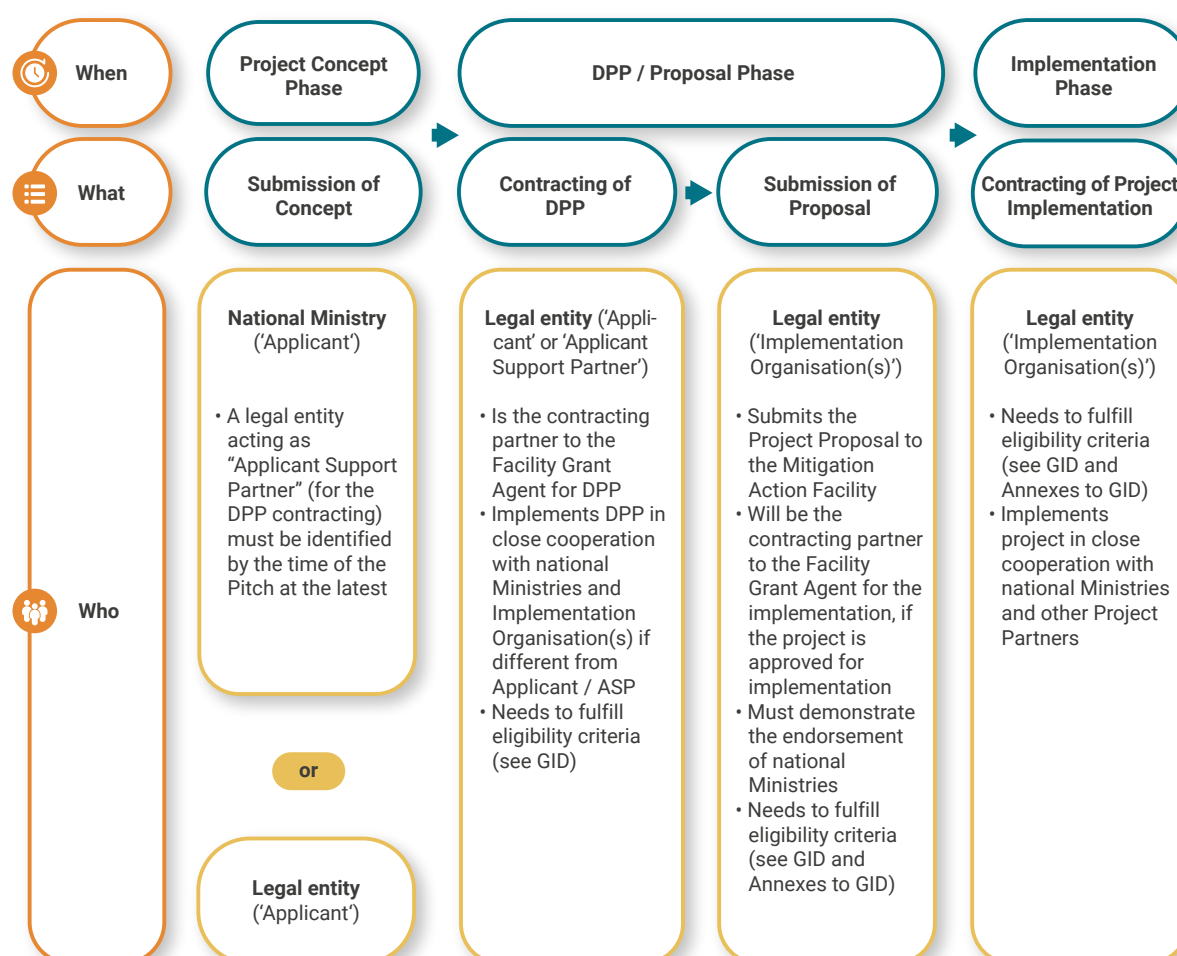 When
Project Concept
Phase
DPP / Proposal Phase
Implementation
Phase
What
Submission of
Concept
Contracting of
DPP
Submission of
Proposal
Contracting of Project
Implementation
Who
National Ministry
(‘Applicant‘)
• A legal entity
acting as
“Applicant Support
Partner” (for the
DPP contracting)
must be identified
by the time of the
Pitch at the latest
or
Legal entity
(‘Applicant‘)
Legal entity (‘Appli-
cant’ or ‘Applicant
Support Partner’)
• Is the contracting
partner to the
Facility Grant
Agent for DPP
• Implements DPP in
close cooperation
with national
Ministries and
Implementation
Organisation(s) if
different from
Applicant / ASP
• Needs to fulfill
eligibility criteria
(see GID)
Legal entity
(‘Implementation
Organisation(s)’)
• Submits the
Project Proposal to
the Mitigation
Action Facility
• Will be the
contracting partner
to the Facility
Grant Agent for the
implementation, if
the project is
approved for
implementation
• Must demonstrate
the endorsement
of national
Ministries
• Needs to fulfill
eligibility criteria
(see GID and
Annexes to GID)
Legal entity
(‘Implementation
Organisation(s)’)
• Needs to fulfill
eligibility criteria
(see GID and
Annexes to GID)
• Implements
project in close
cooperation with
national Ministries
and other Project
Partners